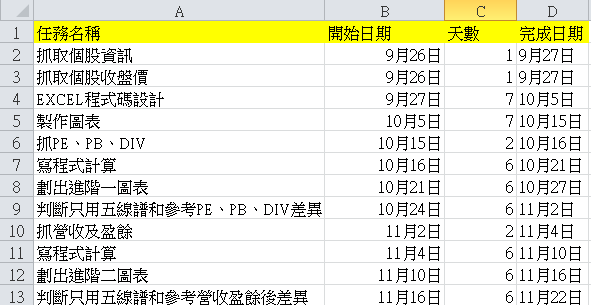 A B C D
1 任務名稱 開始日期 天數 完成日期
2 抓取個股資訊 9月26日 1 9月27日
3 抓取個股收盤價 9月26日 1 9月27日
4 EXCEL程式碼設計 9月27日 7 10月5日
5 製作圖表 10月5日 7 10月15日
6 抓PE、PB、DIV 10月15日 2 10月16日
7 寫程式計算 10月16日 6 10月21日
8 劃出進階一圖表 10月21日 6 10月27日
9 判斷只用五線譜和參考PE、PB、DIV差異 10月24日 6 11月2日
10 抓營收及盈餘 11月2日 2 11月4日
11 寫程式計算 11月4日 6 11月10日
12 劃出進階二圖表 11月10日 6 11月16日
13 判斷只用五線譜和參考營收盈餘後差異 11月16日 6 11月22日